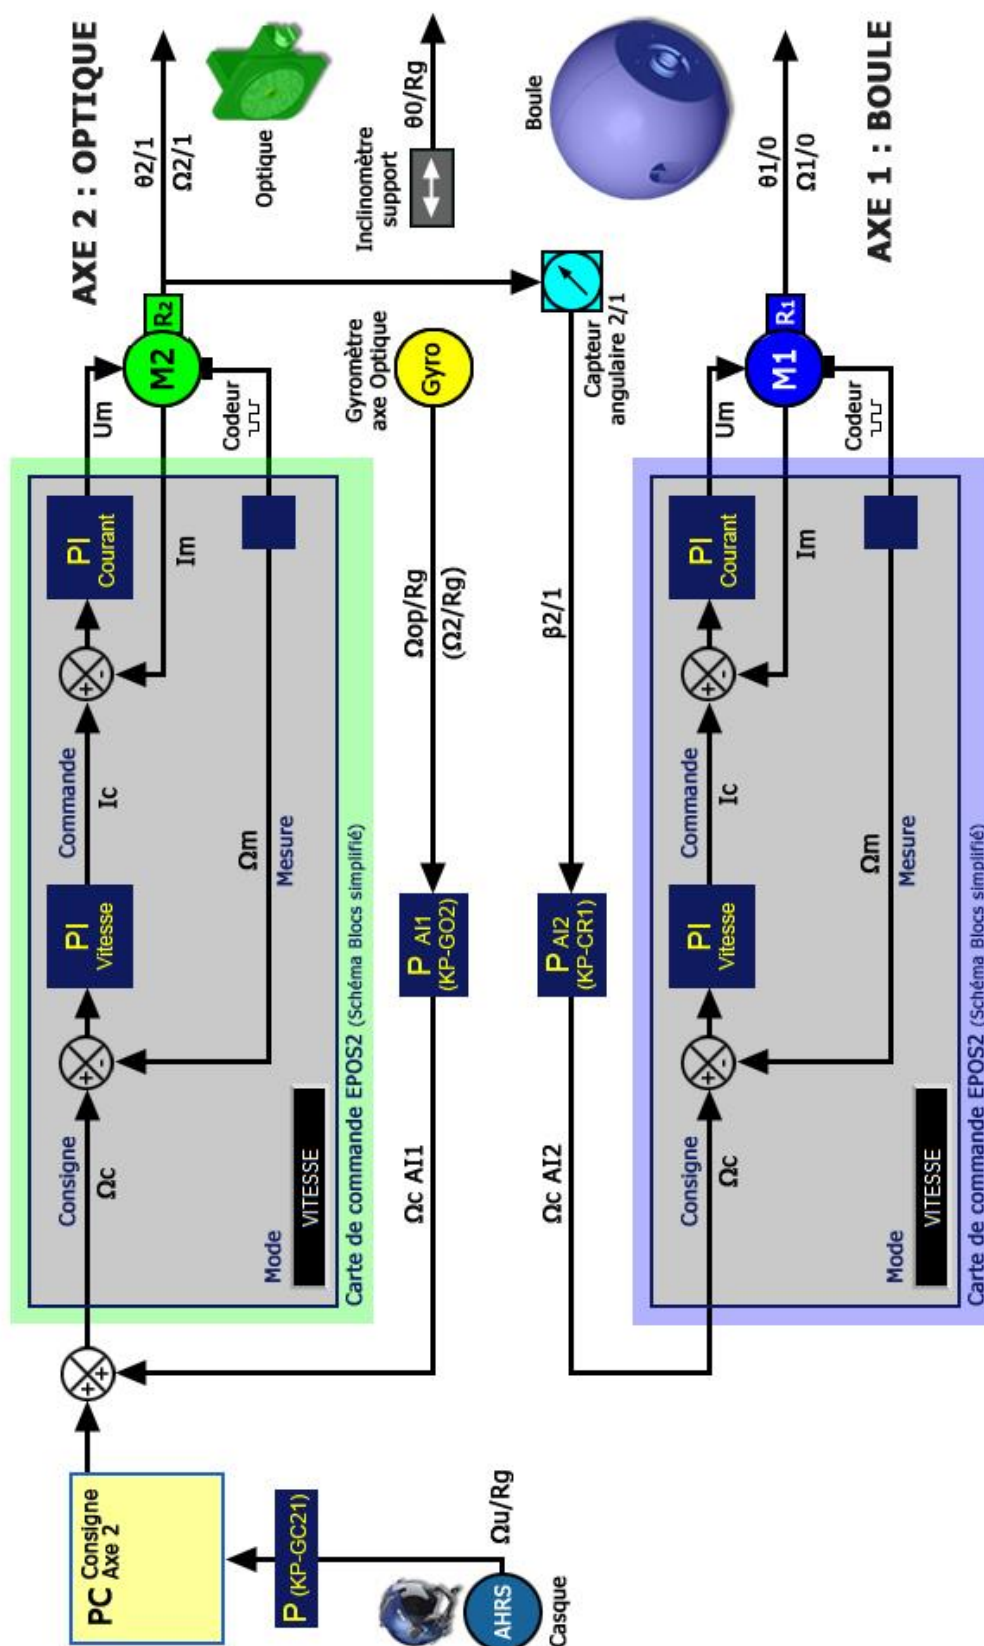 AXE 2 : OPTIQUE
PC Consigne
Axe 2
P (KP-GC21)
AHRS
Casque
Ωu/Rg
+
+
Consigne
Ωc
+
-
PI
Vitesse
Commande
Ic
+
-
PI
Courant
Um
Im
M2
R2
θ2/1
Ω2/1
Optique
Codeur
Ωm
Mesure
Mode
VITESSE
Carte de commande EPOS2 (Schéma Blocs simplifié)
Inclinomètre
support
θ0/Rg
Gyromètre
axe Optique
Gyro
Ωop/Rg
(Ω2/Rg)
P AI1
(KP-GO2)
Ωc AI1
Capteur
angulaire 2/1
β2/1
P AI2
(KP-CR1)
Ωc AI2
Boule
Consigne
Ωc
+
-
PI
Vitesse
Commande
Ic
+
-
PI
Courant
Um
Im
M1
R1
θ1/0
Ω1/0
Codeur
Ωm
Mesure
Mode
VITESSE
Carte de commande EPOS2 (Schéma Blocs simplifié)
AXE 1 : BOULE